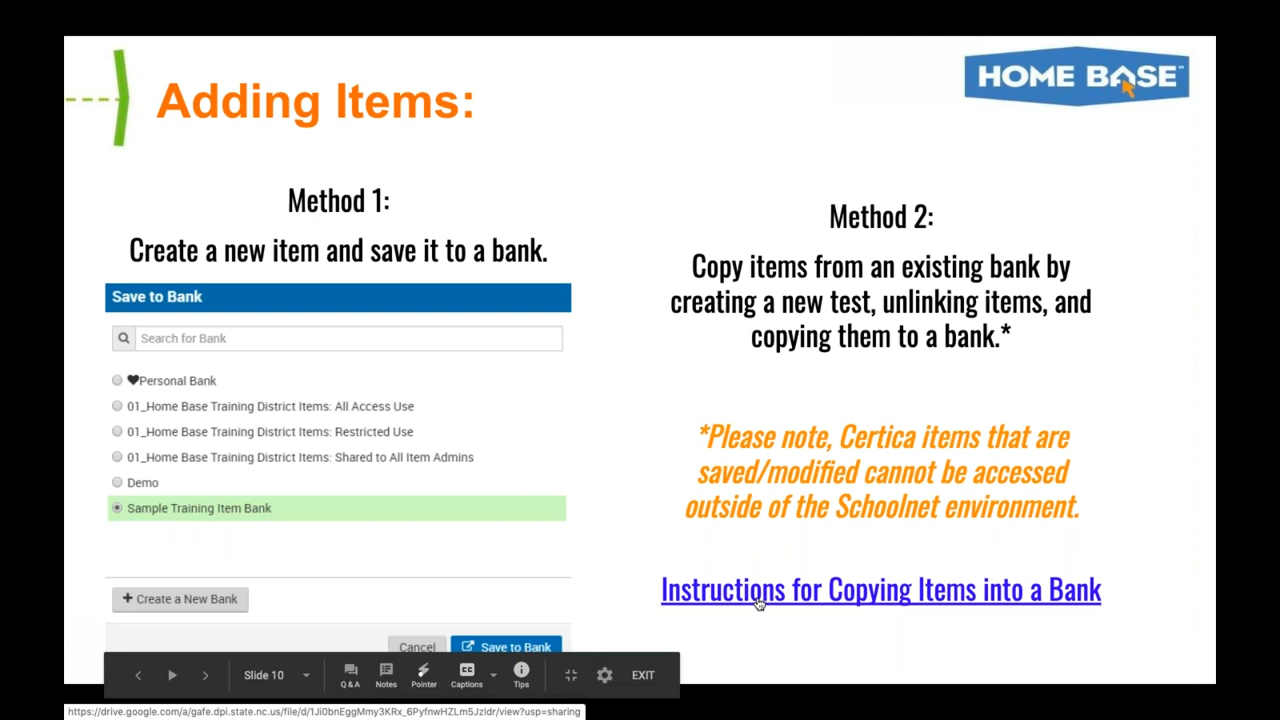 Adding Items:
HOME BASE™
Method 1:
Create a new item and save it to a bank.
Save to Bank
Search for Bank
Personal Bank
01_Home Base Training District Items: All Access Use
01_Home Base Training District Items: Restricted Use
01_Home Base Training District Items: Shared to All Item Admins
Demo
Sample Training Item Bank
+ Create a New Bank
Cancel
Save to Bank
Method 2:
Copy items from an existing bank by
creating a new test, unlinking items, and
copying them to a bank.*
*Please note, Certica items that are
saved/modified cannot be accessed
outside of the Schoolnet environment.
Instructions for Copying Items into a Bank
Slide 10
Q & A
Notes
Pointer
CC
Captions
Tips
EXIT
https://drive.google.com/a/gafe.dpi.state.nc.us/file/d/1Ji0bnEggMmy3KRx_6PyfnwHZLm5Jzldr/view?usp=sharing